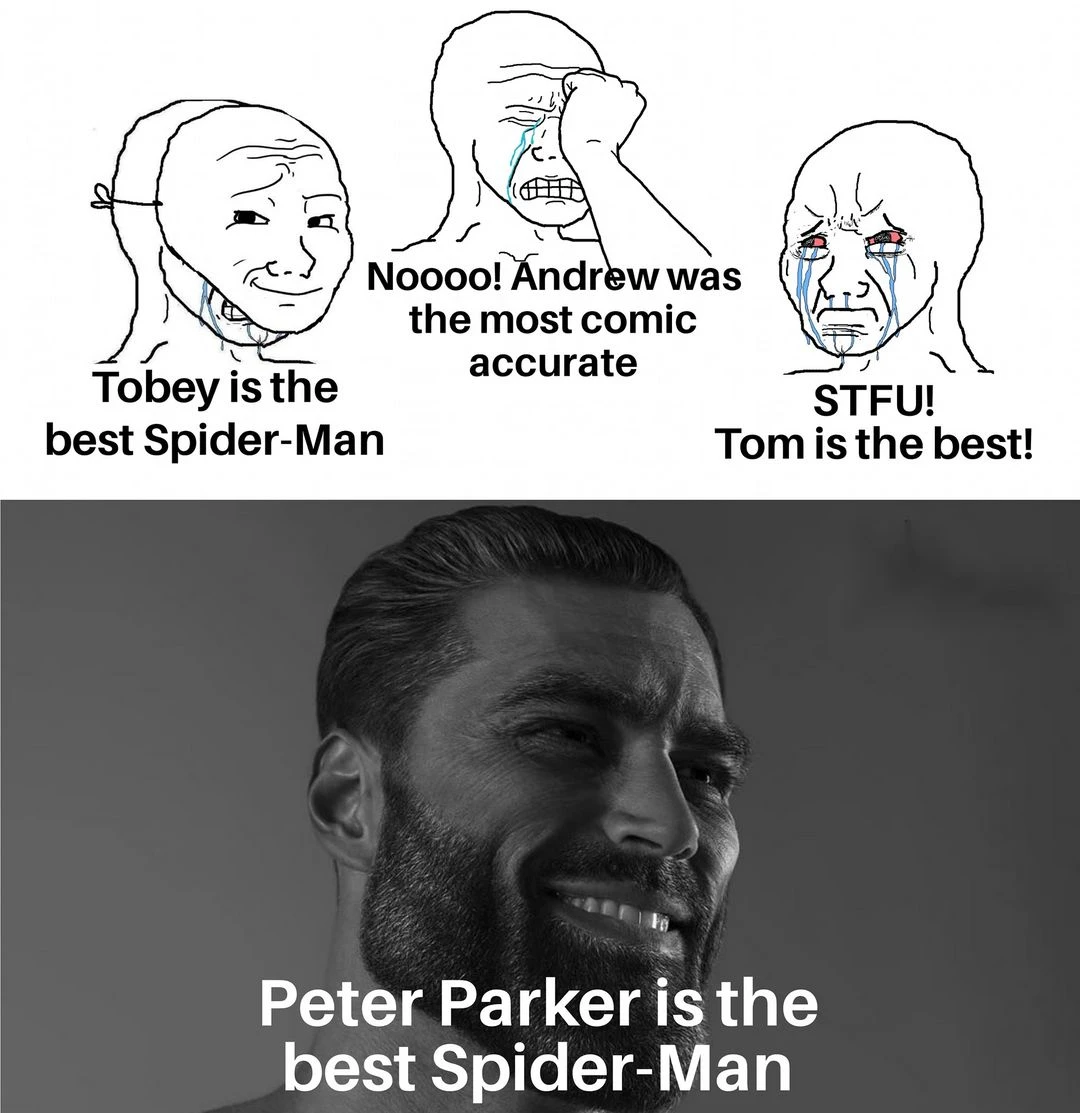 Noooo! Andrew was
the most comic
accurate
Tobey is the
best Spider-Man
STFU!
Tom is the best!
Peter Parker is the
best Spider-Man